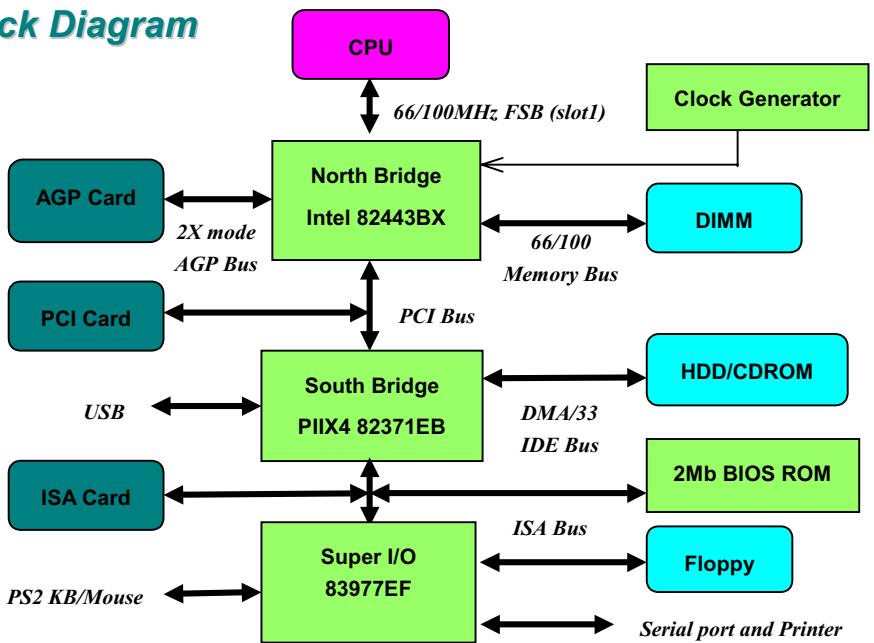 ck Diagram
CPU
66/100MHz FSB (slot1)
Clock Generator
North Bridge
Intel 82443BX
AGP Card
2X mode
AGP Bus
DIMM
66/100
Memory Bus
PCI Card
PCI Bus
South Bridge
PIIX4 82371EB
HDD/CDROM
USB
DMA/33
IDE Bus
ISA Card
2Mb BIOS ROM
ISA Bus
Super I/O
83977EF
Floppy
PS2 KB/Mouse
Serial port and Printer